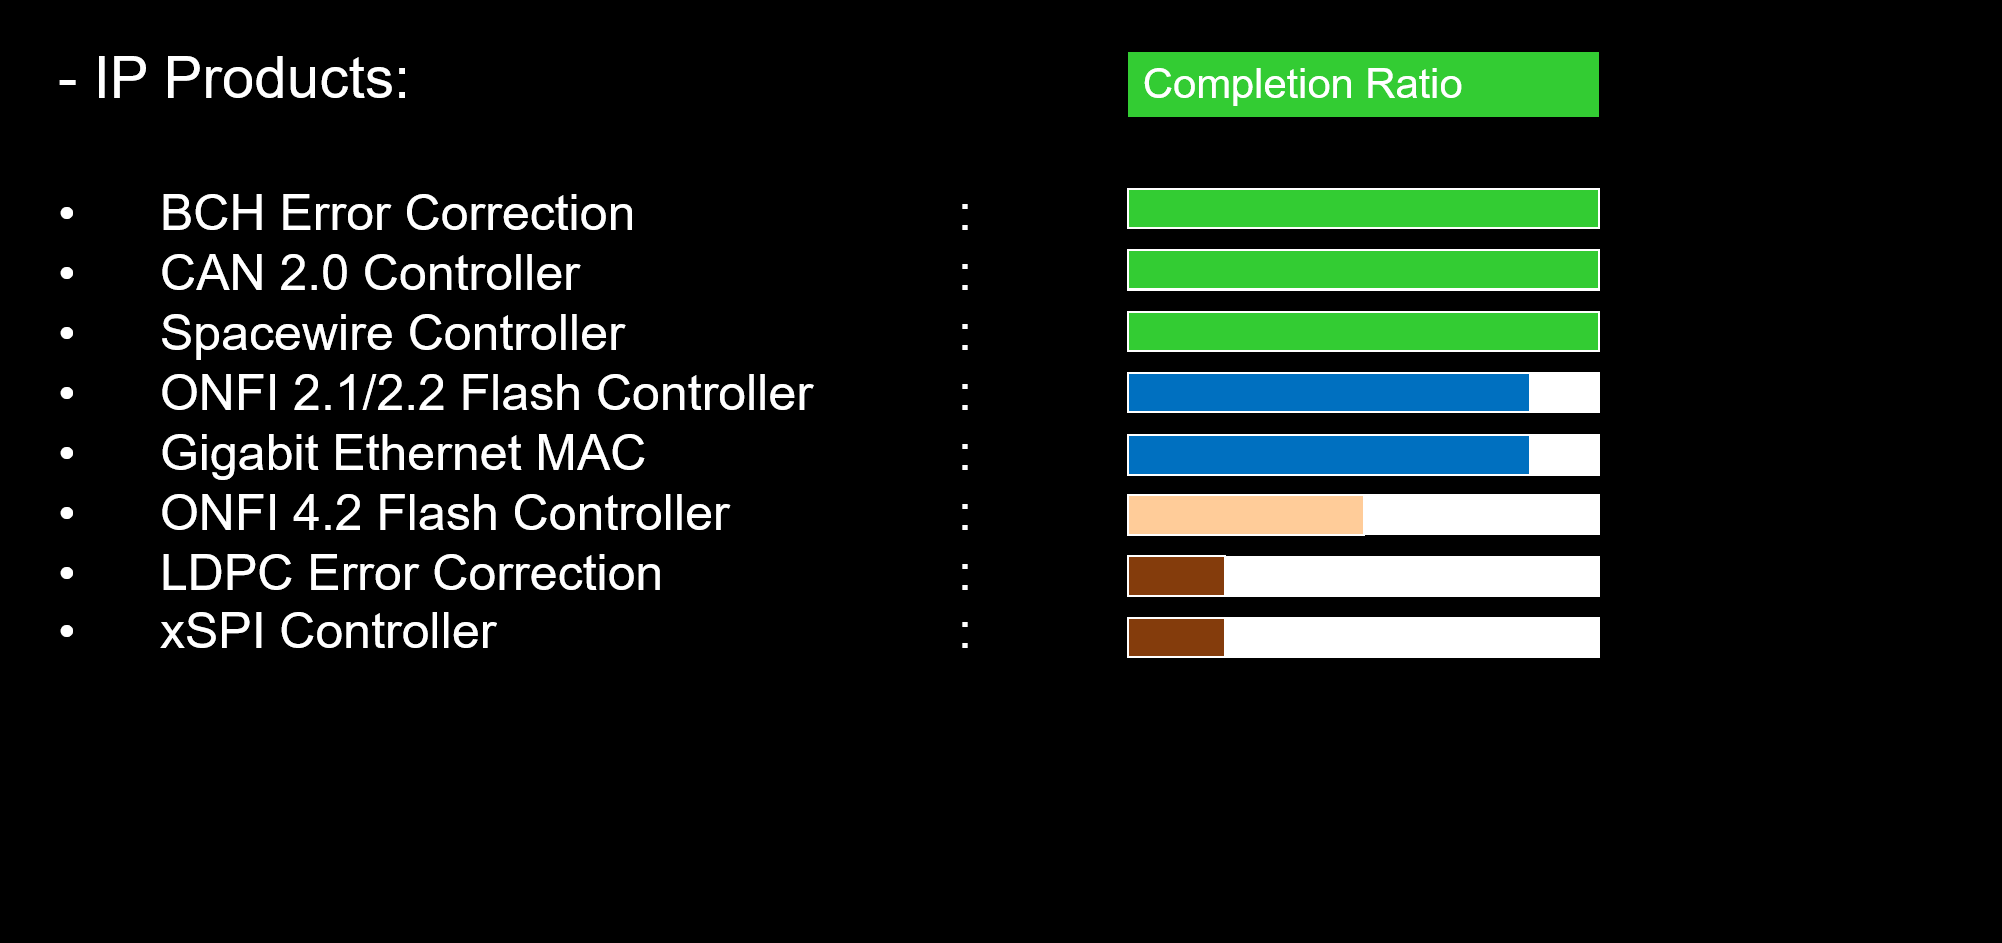 - IP Products:
Completion Ratio
• BCH Error Correction :
• CAN 2.0 Controller :
• Spacewire Controller :
• ONFI 2.1/2.2 Flash Controller :
• Gigabit Ethernet MAC :
• ONFI 4.2 Flash Controller :
• LDPC Error Correction :
• xSPI Controller :